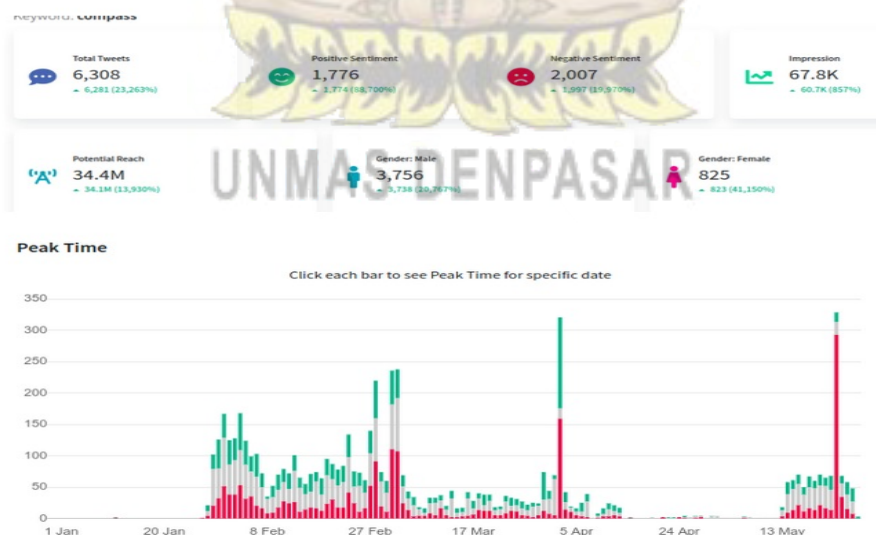 Keyword: compass
Total Tweets
6,308
6,281 (23,263%)
Positive Sentiment
1,776
1,774 (88,700%)
Negative Sentiment
2,007
1,997 (19,970%)
Impression
67.8K
60.7K (857%)
Potential Reach
34.4M
34.1M (13,930%)
Gender: Male
3,756
3,738 (20,767%)
Gender: Female
825
823 (41,150%)
UNMAS DENPASAR
Peak Time
Click each bar to see Peak Time for specific date
350
300
250
200
150
100
50
0
1 Jan 20 Jan 8 Feb 27 Feb 17 Mar 5 Apr 24 Apr 13 May